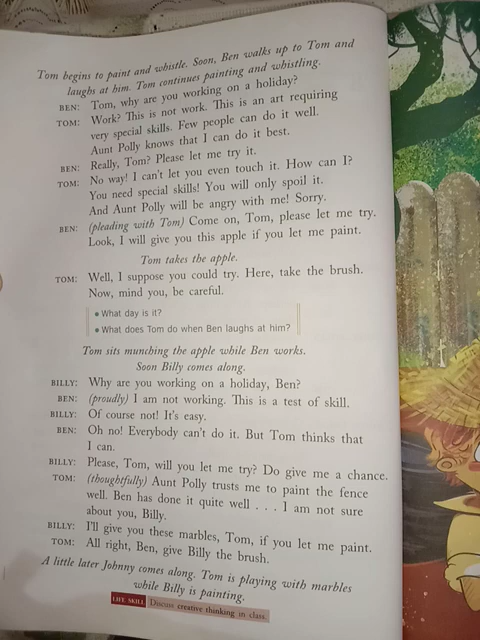 Tom begins to paint and whistle. Soon, Ben walks up to Tom and
laughs at him. Tom continues painting and whistling.
BEN: Tom, why are you working on a holiday?
TOM: Work? This is not work. This is an art requiring
very special skills. Few people can do it well.
Aunt Polly knows that I can do it best.
BEN: Really, Tom? Please let me try it.
TOM: No way! I can't let you even touch it. How can I?
You need special skills! You will only spoil it.
And Aunt Polly will be angry with me! Sorry.
BEN: (pleading with Tom) Come on, Tom, please let me try.
Look, I will give you this apple if you let me paint.
Tom takes the apple.
TOM: Well, I suppose you could try. Here, take the brush.
Now, mind you, be careful.
• What day is it?
• What does Tom do when Ben laughs at him?
Tom sits munching the apple while Ben works.
Soon Billy comes along.
BILLY: Why are you working on a holiday, Ben?
BEN: (proudly) I am not working. This is a test of skill.
BILLY: Of course not! It's easy.
BEN: Oh no! Everybody can't do it. But Tom thinks that
I can.
BILLY: Please, Tom, will you let me try? Do give me a chance.
TOM: (thoughtfully) Aunt Polly trusts me to paint the fence
well. Ben has done it quite well . . . I am not sure
about you, Billy.
BILLY: I'll give you these marbles, Tom, if you let me paint.
TOM: All right, Ben, give Billy the brush.
A little later Johnny comes along. Tom is playing with marbles
while Billy is painting.
LIFE SKILL Discuss creative thinking in class.